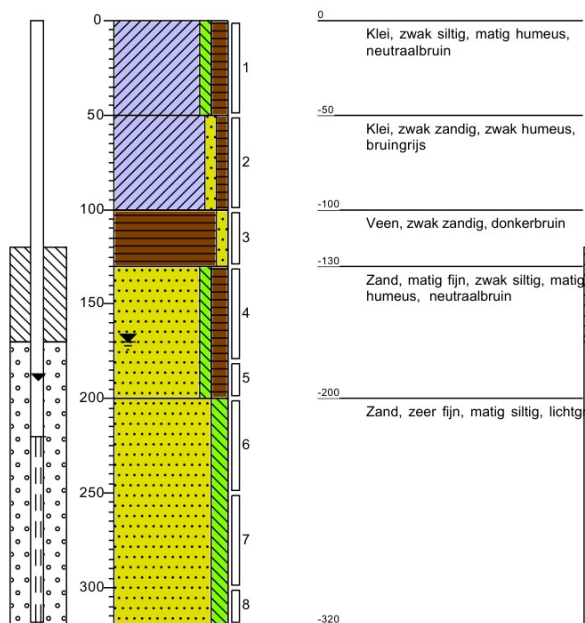 0
50
100
150
200
250
300
1
2
3
4
5
6
7
8
0
Klei, zwak siltig, matig humeus,
neutraalbruin
-50
Klei, zwak zandig, zwak humeus,
bruingrijs
-100
Veen, zwak zandig, donkerbruin
-130
Zand, matig fijn, zwak siltig, matig
humeus, neutraalbruin
-200
Zand, zeer fijn, matig siltig,
-320